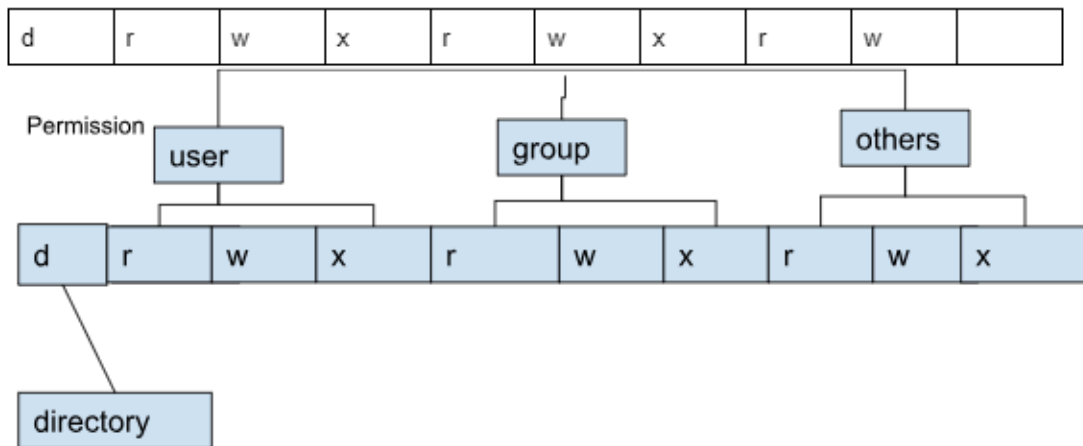 d r w x r w x r w
Permission
user group others
d r w x r w x r w x
directory